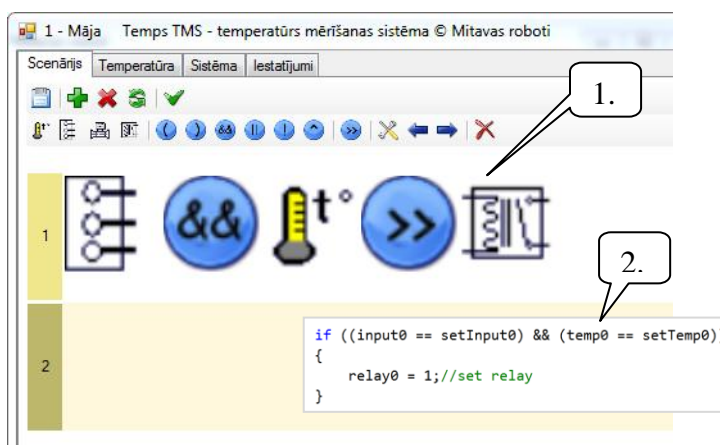 1 - Māja Temps TMS - temperatūrs mērīšanas sistēma © Mitavas roboti
Scenārijs Temperatūra Sistēma Iestatījumi
1.
t° ( ) && || ! ^ >>
1 && t° >>
2.
2
if ((input0 == setInput0) && (temp0 == setTemp0))
{
relay0 = 1;//set relay
}